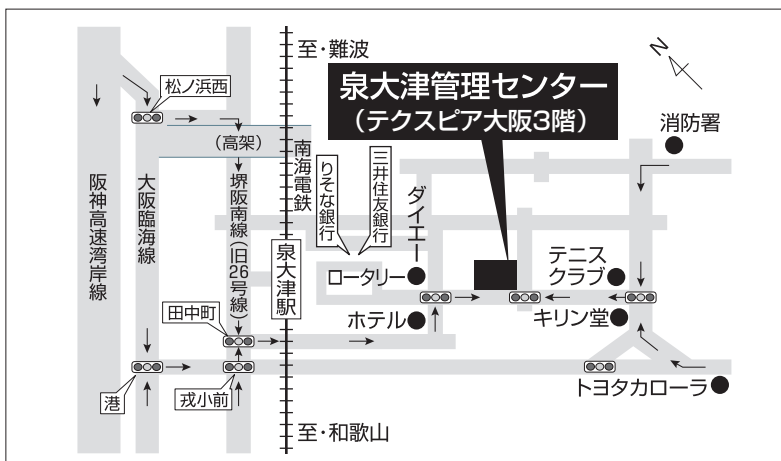 至・難波
N
松ノ浜西
泉大津管理センター
（テクスピア大阪3階）
消防署
（高架）
南海電鉄
りそな銀行
三井住友銀行
ダイエー
阪神高速湾岸線
大阪臨海線
堺阪南線(旧26号線)
泉大津駅
ロータリー
テニス
クラブ
田中町
ホテル
キリン堂
港
戎小前
トヨタカローラ
至・和歌山